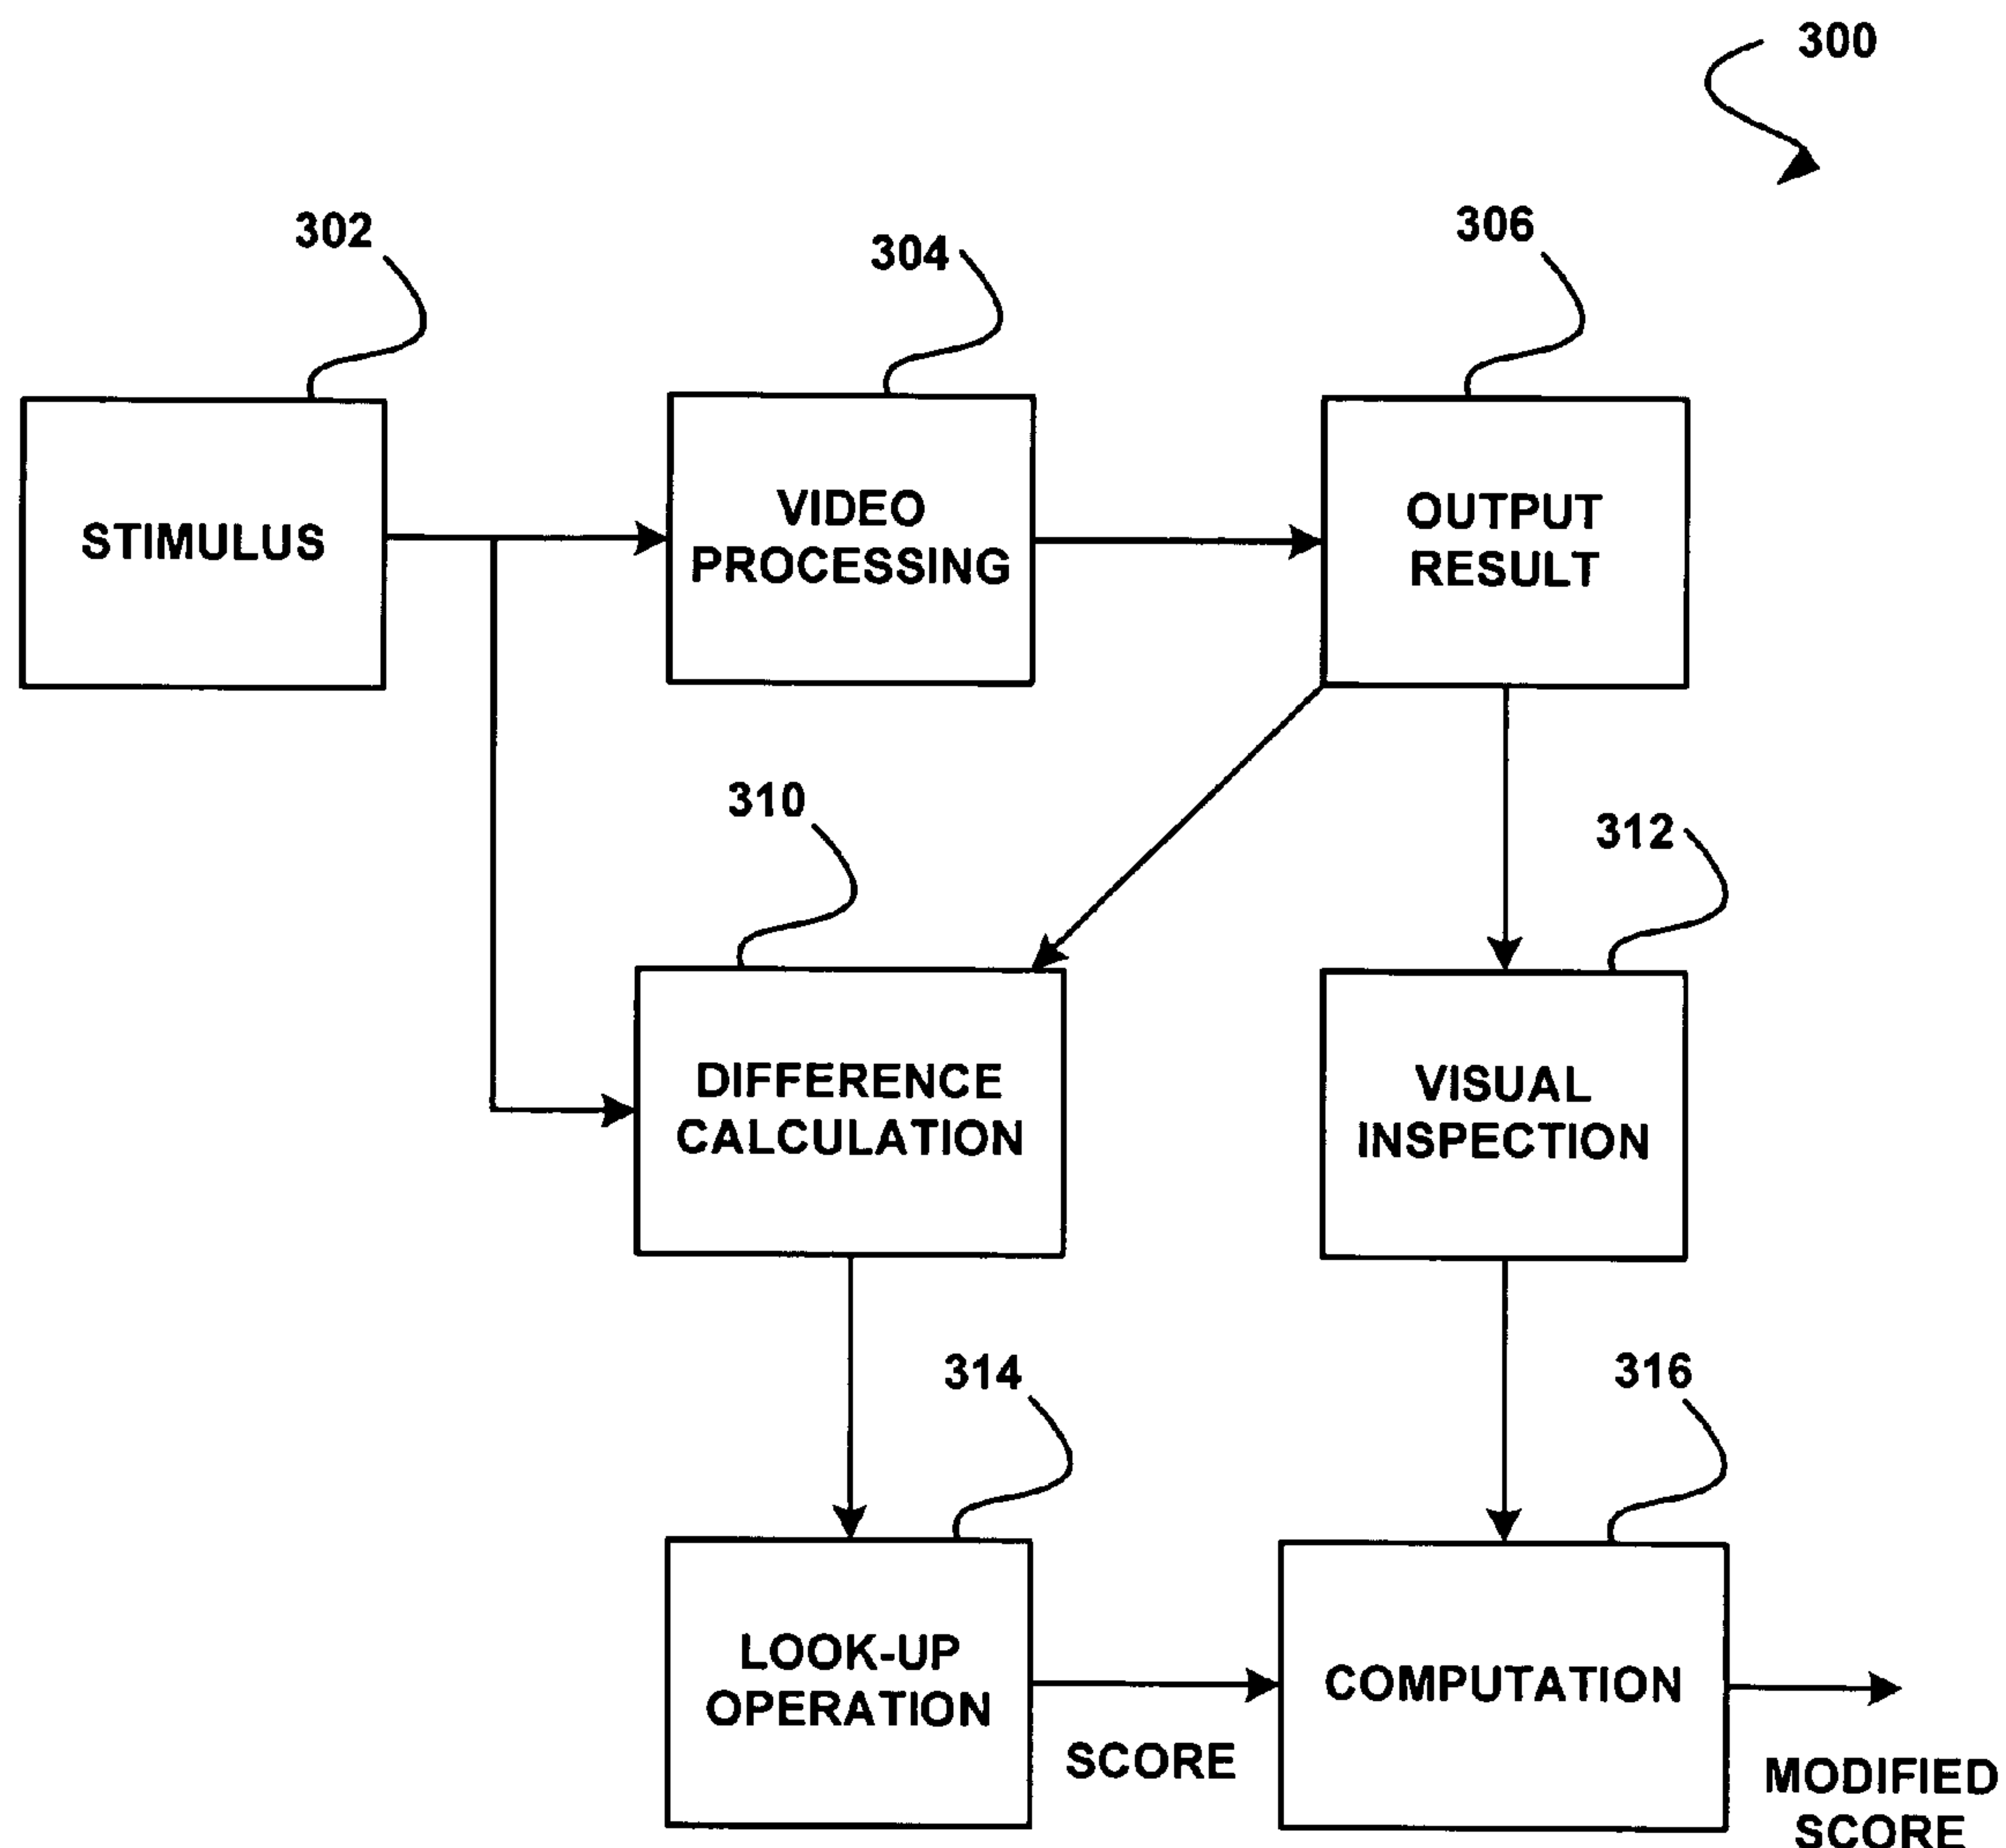 300
302
304
306
STIMULUS
VIDEO
PROCESSING
OUTPUT
RESULT
310
312
DIFFERENCE
CALCULATION
VISUAL
INSPECTION
314
316
LOOK-UP
OPERATION
SCORE
COMPUTATION
MODIFIED
SCORE